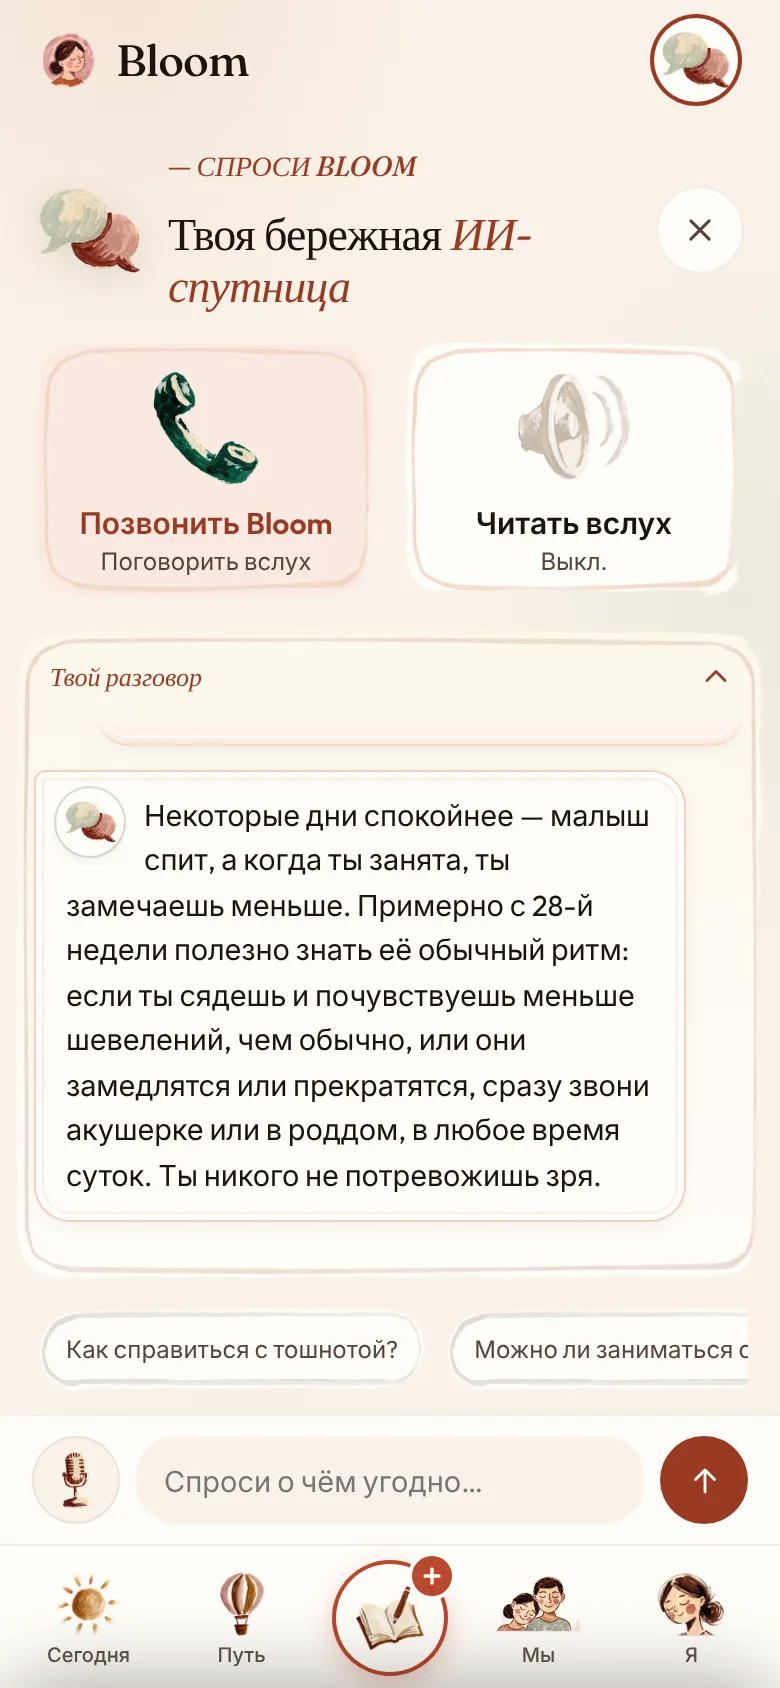 Bloom
— СПРОСИ BLOOM
Твоя бережная ИИ-
спутница
Позвонить Bloom
Поговорить вслух
Читать вслух
Выкл.
Твой разговор
Некоторые дни спокойнее — малыш
спит, а когда ты занята, ты
замечаешь меньше. Примерно с 28-й
недели полезно знать её обычный ритм:
если ты сядешь и почувствуешь меньше
шевелений, чем обычно, или они
замедлятся или прекратятся, сразу звони
акушерке или в роддом, в любое время
суток. Ты никого не потревожишь зря.
Как справиться с тошнотой?
Можно ли заниматься с
Спроси о чём угодно...
Сегодня
Путь
Мы
Я